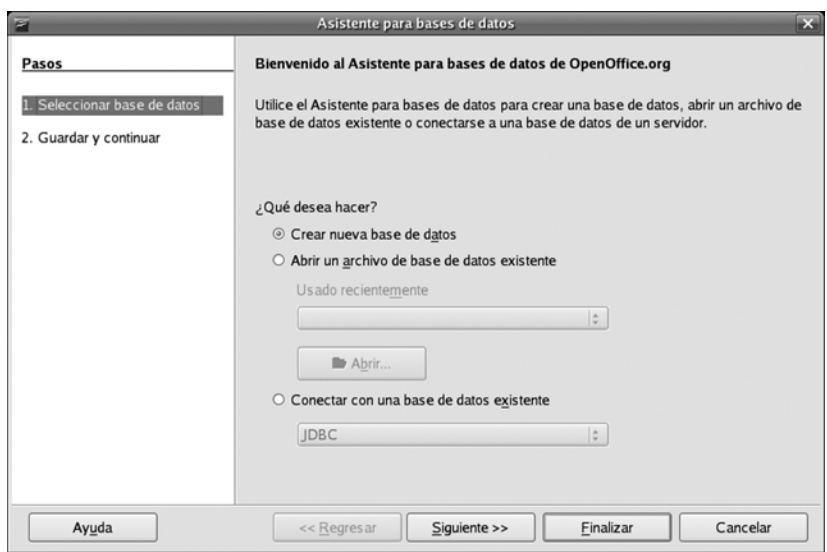 Asistente para bases de datos
Pasos
1. Seleccionar base de datos
2. Guardar y continuar
Bienvenido al Asistente para bases de datos de OpenOffice.org
Utilice el Asistente para bases de datos para crear una base de datos, abrir un archivo de
base de datos existente o conectarse a una base de datos de un servidor.
¿Qué desea hacer?
Crear nueva base de datos
Abrir un archivo de base de datos existente
Usado recientemente
Abrir...
Conectar con una base de datos existente
JDBC
Ayuda
<< Regresar
Siguiente >>
Finalizar
Cancelar